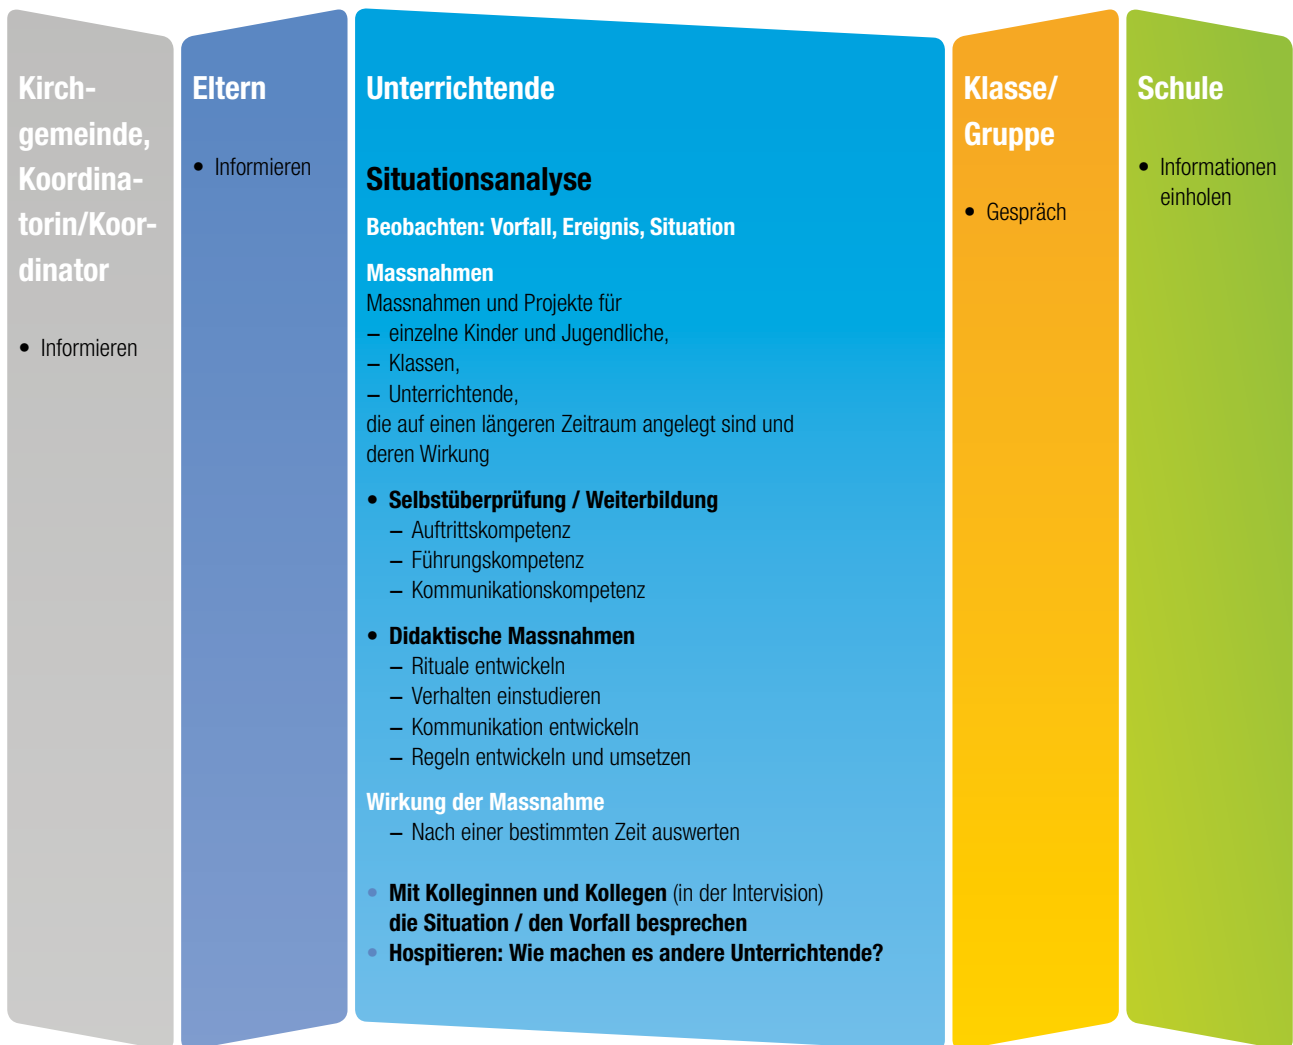 Kirch-
gemeinde,
Koordina-
torin/Koor-
dinator
• Informieren
Eltern
• Informieren
Unterrichtende
Situationsanalyse
Beobachten: Vorfall, Ereignis, Situation
Massnahmen
Massnahmen und Projekte für
– einzelne Kinder und Jugendliche,
– Klassen,
– Unterrichtende,
die auf einen längeren Zeitraum angelegt sind und
deren Wirkung
• Selbstüberprüfung / Weiterbildung
– Auftrittskompetenz
– Führungskompetenz
– Kommunikationskompetenz
• Didaktische Massnahmen
– Rituale entwickeln
– Verhalten einstudieren
– Kommunikation entwickeln
– Regeln entwickeln und umsetzen
Wirkung der Massnahme
– Nach einer bestimmten Zeit auswerten
• Mit Kolleginnen und Kollegen (in der Intervision)
die Situation / den Vorfall besprechen
• Hospitieren: Wie machen es andere Unterrichtende?
Klasse/
Gruppe
• Gespräch
Schule
• Informationen
einholen